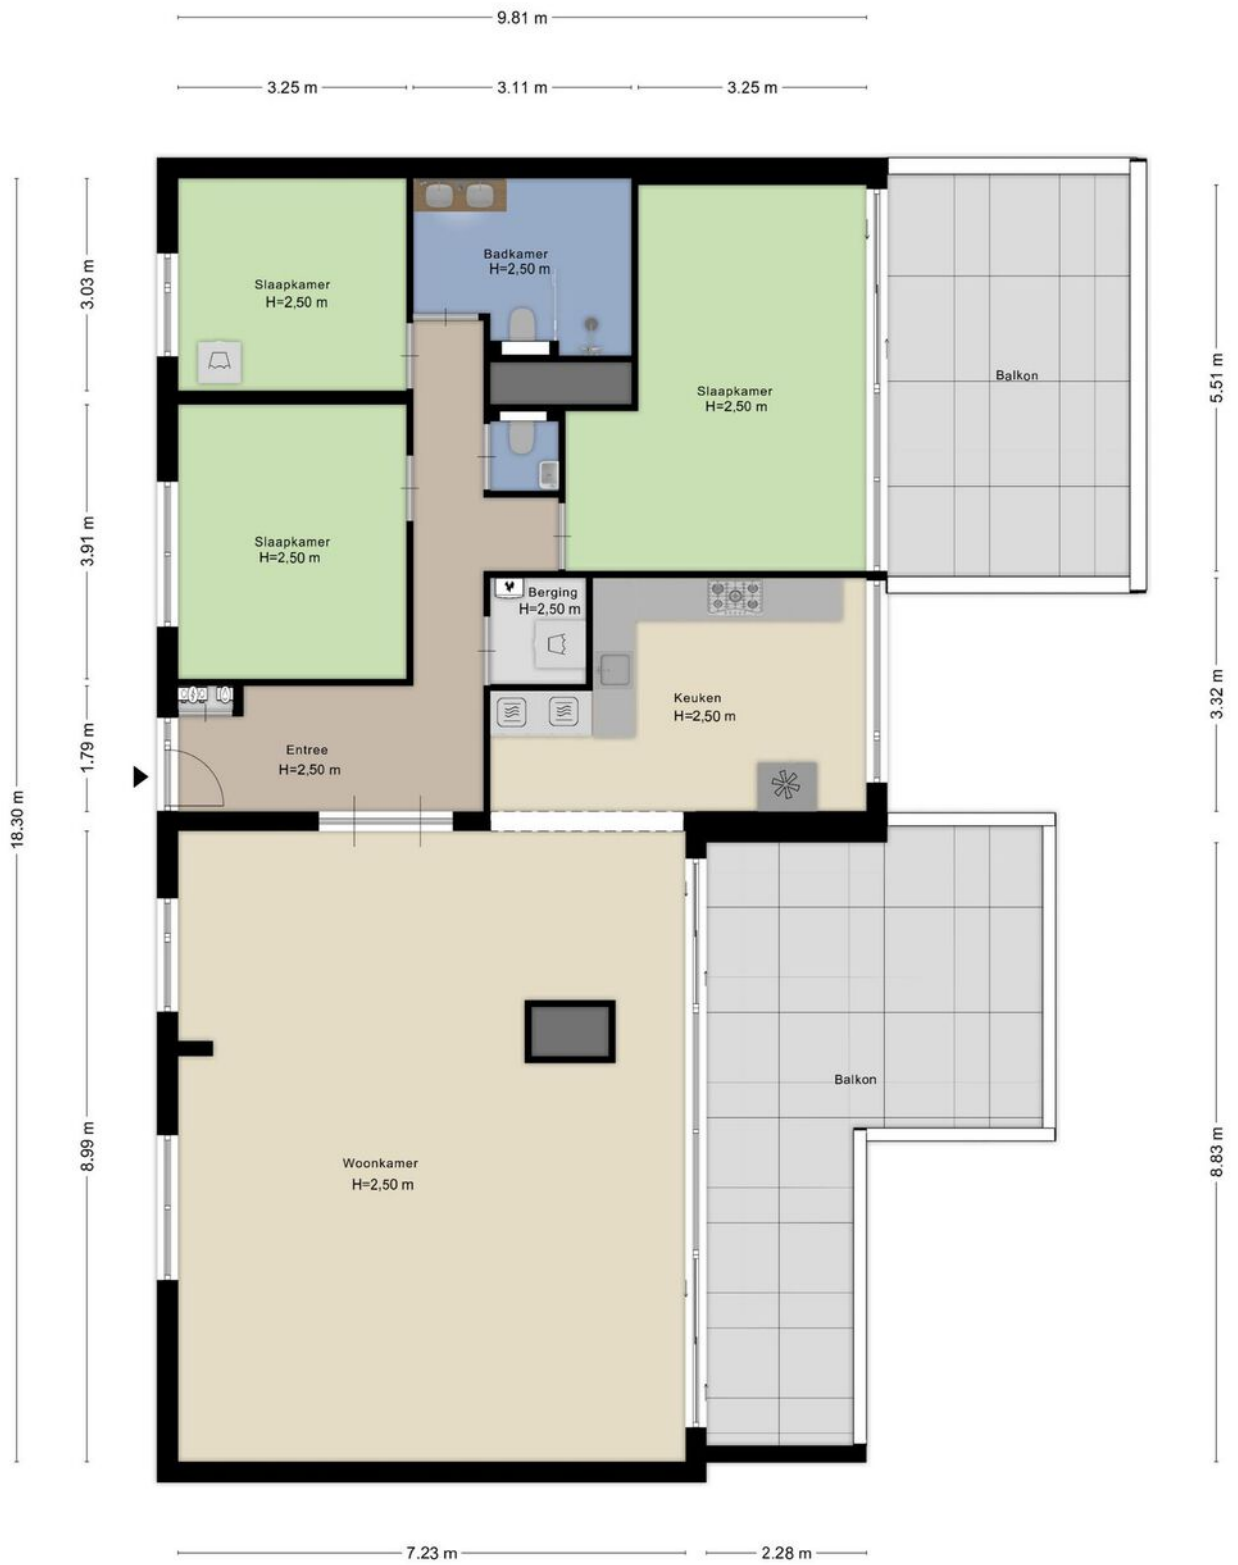 9.81 m
3.25 m
3.11 m
3.25 m
3.03 m
3.91 m
1.79 m
18.30 m
8.99 m
5.51 m
3.32 m
8.83 m
Slaapkamer
H=2,50 m
Badkamer
H=2,50 m
Slaapkamer
H=2,50 m
Balkon
Slaapkamer
H=2,50 m
Berging
H=2,50 m
Keuken
H=2,50 m
Entree
H=2,50 m
Balkon
Woonkamer
H=2,50 m
7.23 m
2.28 m